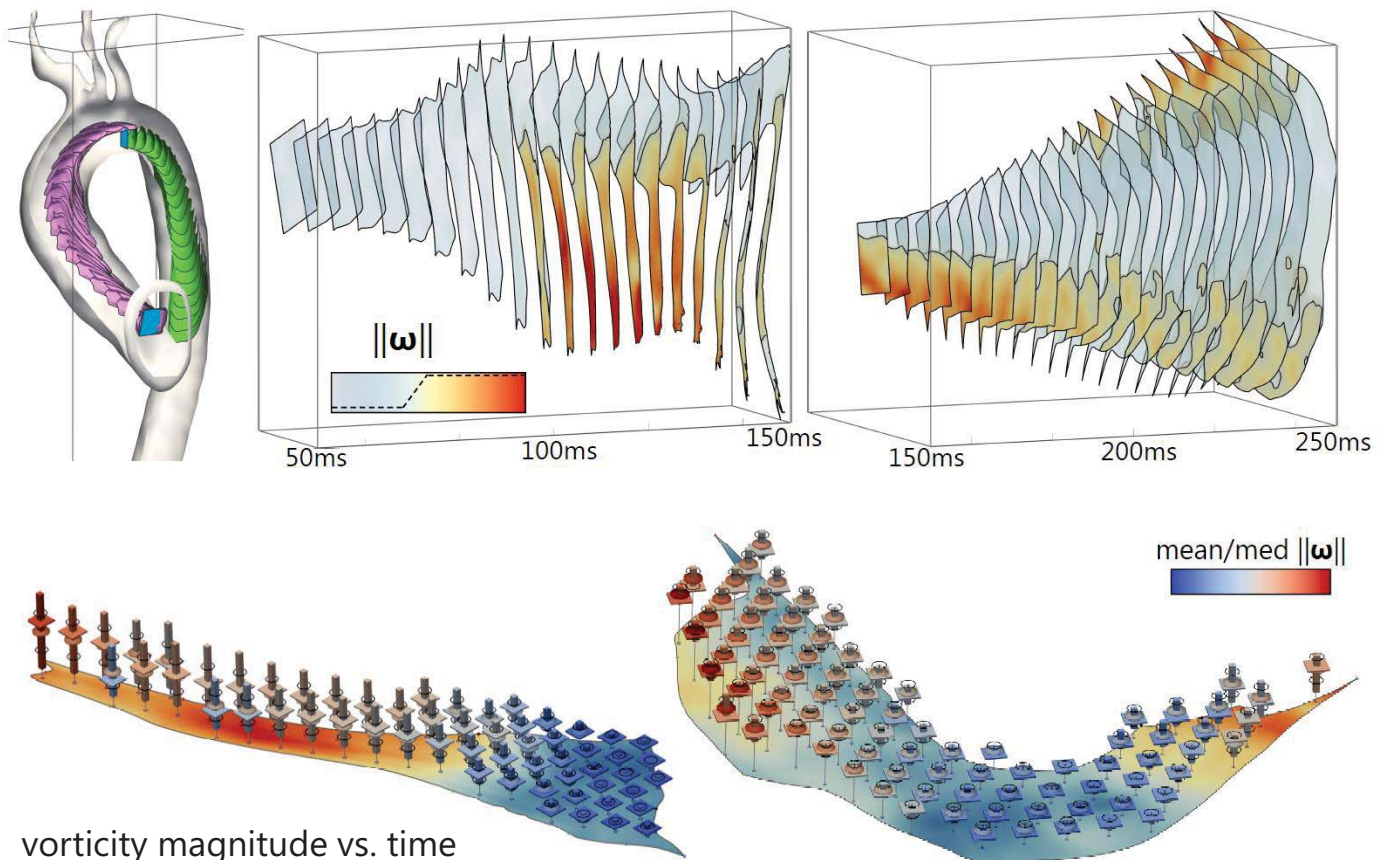 ||ω||
50ms
100ms
150ms
150ms
200ms
250ms
mean/med ||ω||
vorticity magnitude vs. time